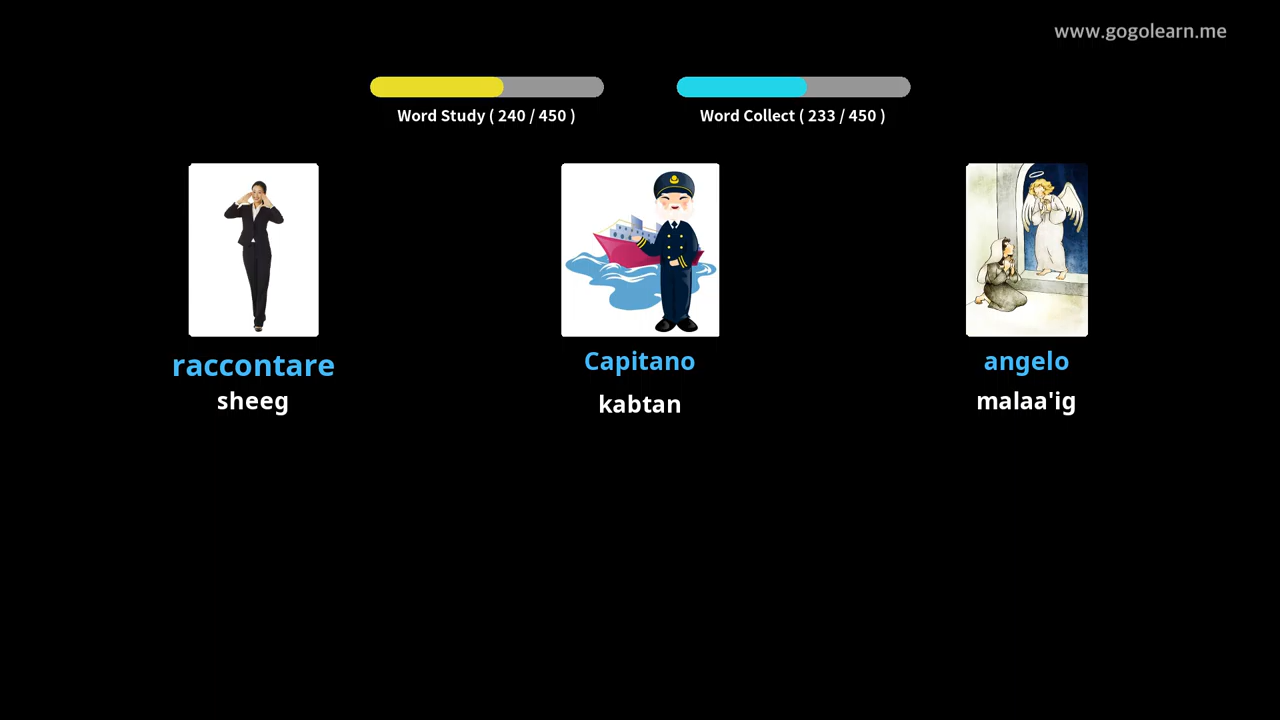 www.gogolearn.me
Word Study ( 240 / 450 )
Word Collect ( 233 / 450 )
raccontare
sheeg
Capitano
kabtan
angelo
malaa'ig